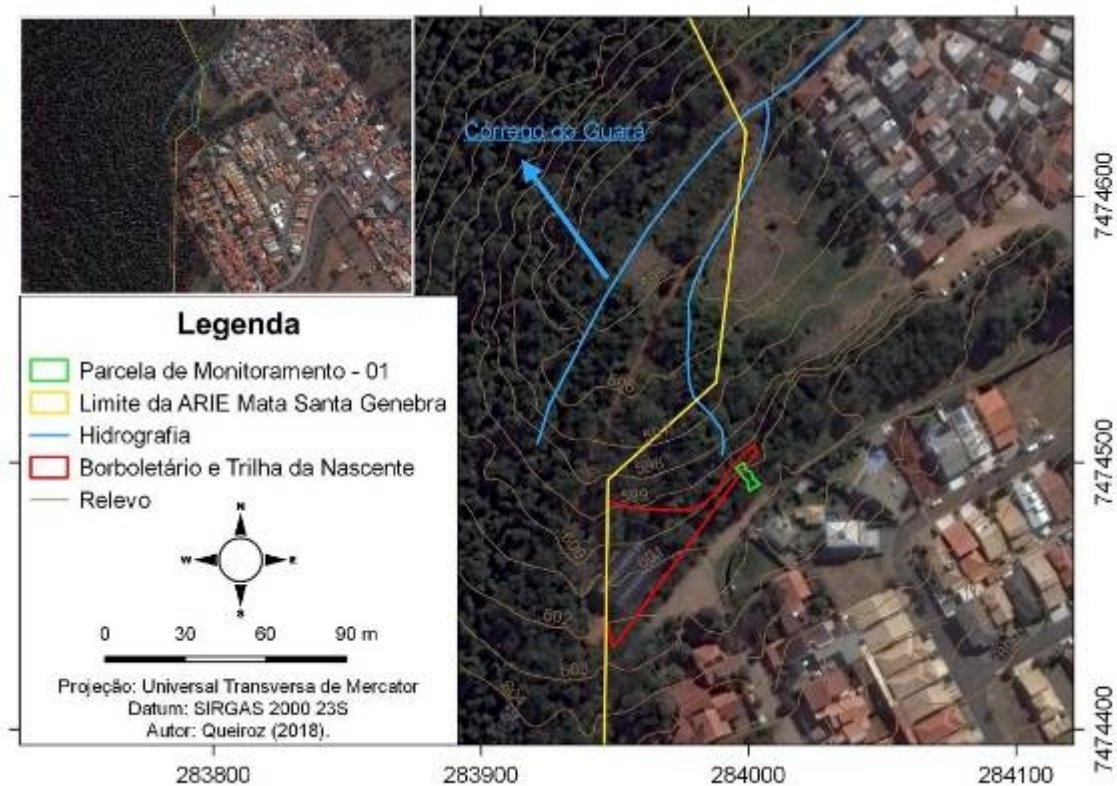 Córrego do Guará
Legenda
Parcela de Monitoramento - 01
Limite da ARIE Mata Santa Genebra
Hidrografia
Borboletário e Trilha da Nascente
Relevo
N
W
E
S
0 30 60 90 m
Projeção: Universal Transversa de Mercator
Datum: SIRGAS 2000 23S
Autor: Queiroz (2018).
599
602
603
7474600
7474500
7474400
283800
283900
284000
284100